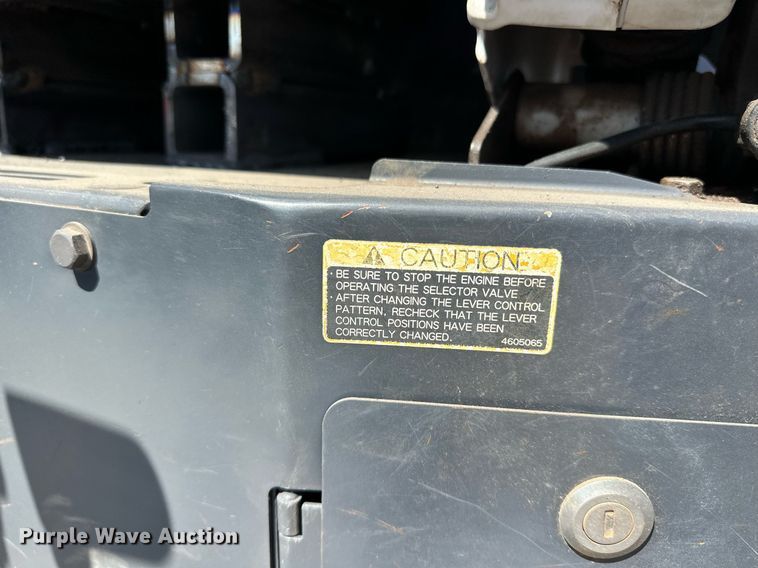 CAUTION
· BE SURE TO STOP THE ENGINE BEFORE
OPERATING THE SELECTOR VALVE
· AFTER CHANGING THE LEVER CONTROL
PATTERN, RECHECK THAT THE LEVER
CONTROL POSITIONS HAVE BEEN
CORRECTLY CHANGED.
4605065
Purple Wave Auction